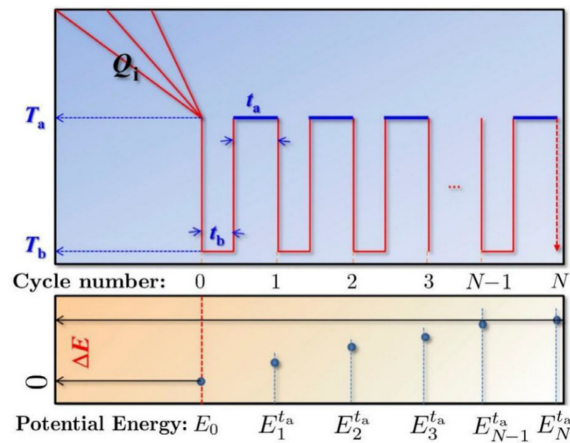 Q_i
t_a
T_a
t_b
T_b
...
Cycle number: 0 1 2 3 N−1 N
ΔE
0
Potential Energy: E_0 E_1^{t_a} E_2^{t_a} E_3^{t_a} E_{N−1}^{t_a} E_N^{t_a}